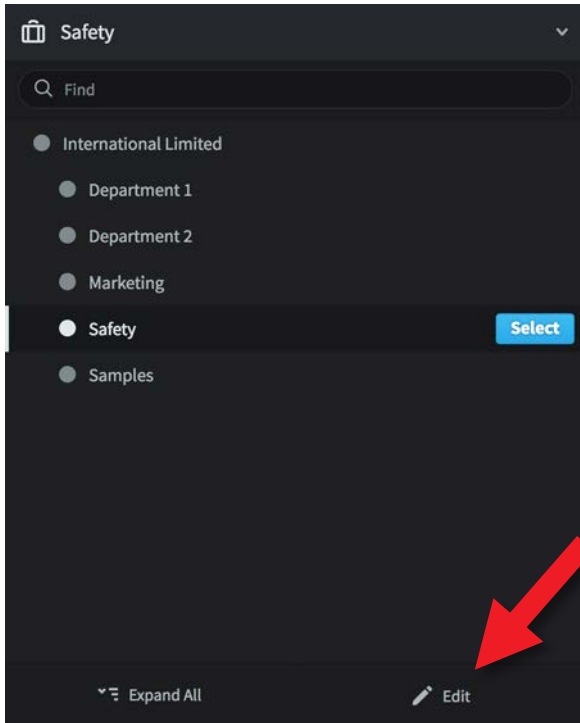 Safety
Find
International Limited
Department 1
Department 2
Marketing
Safety Select
Samples
Expand All Edit